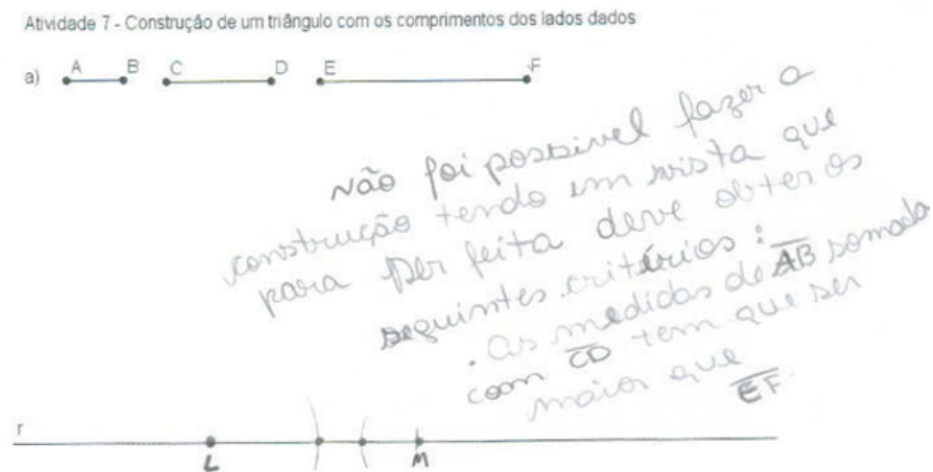 Atividade 7 - Construção de um triângulo com os comprimentos dos lados dados
a) A B C D E F
Não foi possivel fazer a
construção tendo em vista que
para ser feita deve obter os
seguintes critérios:
. As medidas de AB somada
com CD tem que ser
maior que
EF.
r
L M